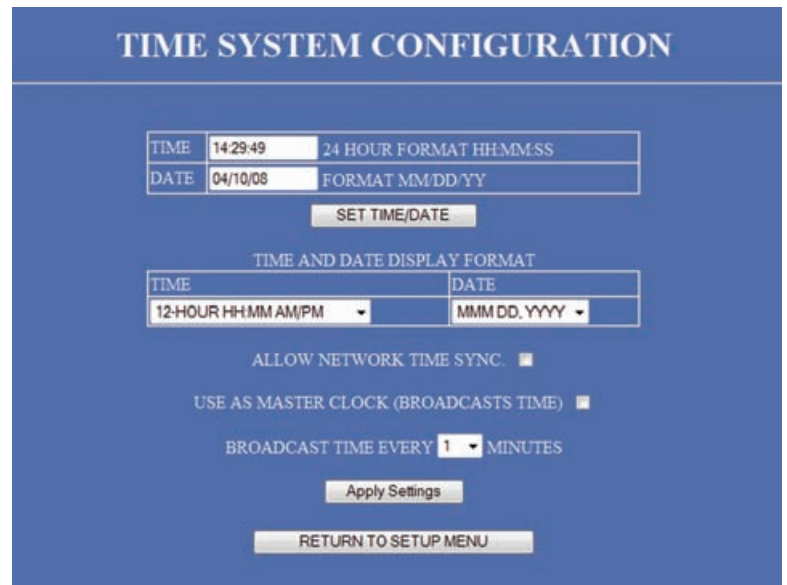 TIME SYSTEM CONFIGURATION
TIME 14:29:49 24 HOUR FORMAT HH:MM:SS
DATE 04/10/08 FORMAT MM/DD/YY
SET TIME/DATE
TIME AND DATE DISPLAY FORMAT
TIME DATE
12-HOUR HH:MM AM/PM MMM DD, YYYY
ALLOW NETWORK TIME SYNC.
USE AS MASTER CLOCK (BROADCASTS TIME)
BROADCAST TIME EVERY 1 MINUTES
Apply Settings
RETURN TO SETUP MENU